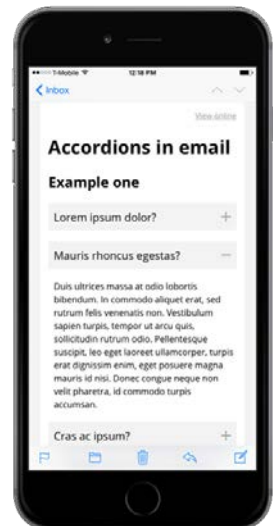 T-Mobile 12:18 PM
Inbox
View online
Accordions in email
Example one
Lorem ipsum dolor? +
Mauris rhoncus egestas? −
Duis ultrices massa at odio lobortis
bibendum. In commodo aliquet erat, sed
rutrum felis venenatis non. Vestibulum
sapien turpis, tempor ut arcu quis,
sollicitudin rutrum odio. Pellentesque
suscipit, leo eget laoreet ullamcorper, turpis
erat dignissim enim, eget posuere magna
mauris id nisi. Donec congue neque non
velit pharetra, id commodo turpis
accumsan.
Cras ac ipsum? +